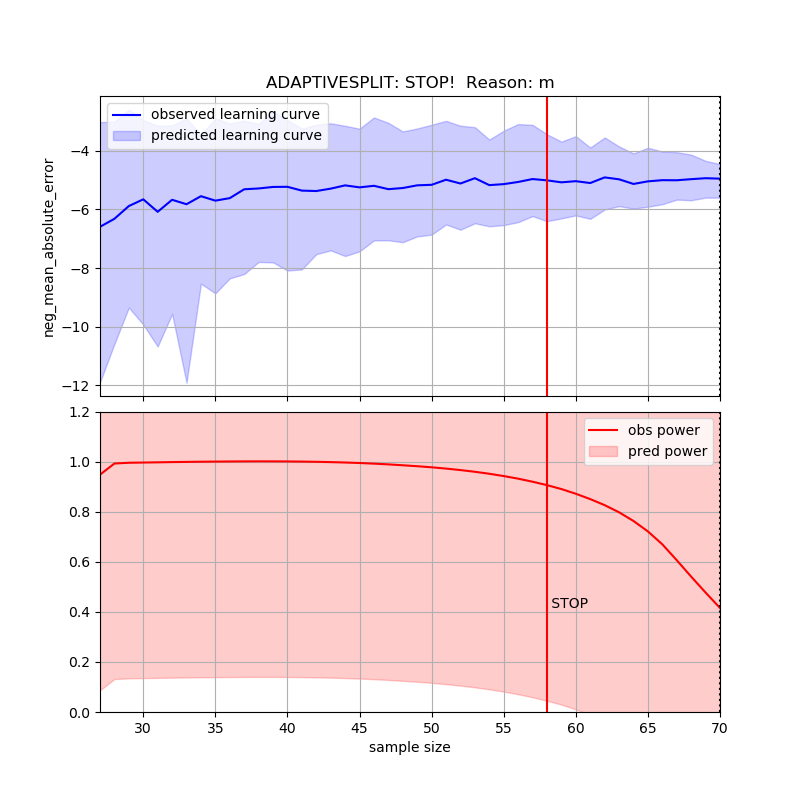 ADAPTIVESPLIT: STOP!  Reason: m
observed learning curve
predicted learning curve
neg_mean_absolute_error
−4
−6
−8
−10
−12
obs power
pred power
1.2
1.0
0.8
0.6
0.4
0.2
0.0
STOP
30 35 40 45 50 55 60 65 70
sample size